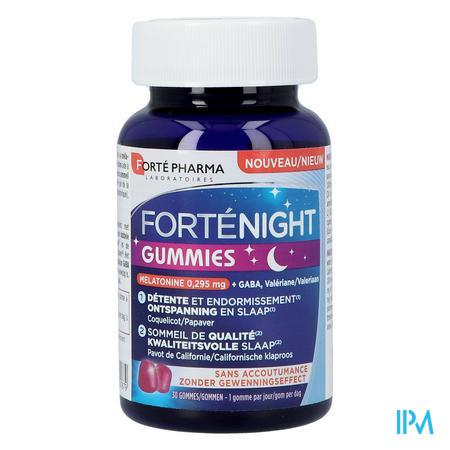 FORTÉ PHARMA
LABORATOIRES
NOUVEAU/NIEUW
FORTÉNIGHT
GUMMIES
MÉLATONINE 0,295 mg + GABA, Valériane/Valeriaan
1 DÉTENTE ET ENDORMISSEMENT(1)
ONTSPANNING EN SLAAP(1)
Coquelicot/Papaver
2 SOMMEIL DE QUALITÉ(2)
KWALITEITSVOLLE SLAAP(2)
Pavot de Californie/Californische klaproos
SANS ACCOUTUMANCE
ZONDER GEWENNINGSEFFECT
30 GOMMES/GOMMEN - 1 gomme par jour/gom per dag
IPM